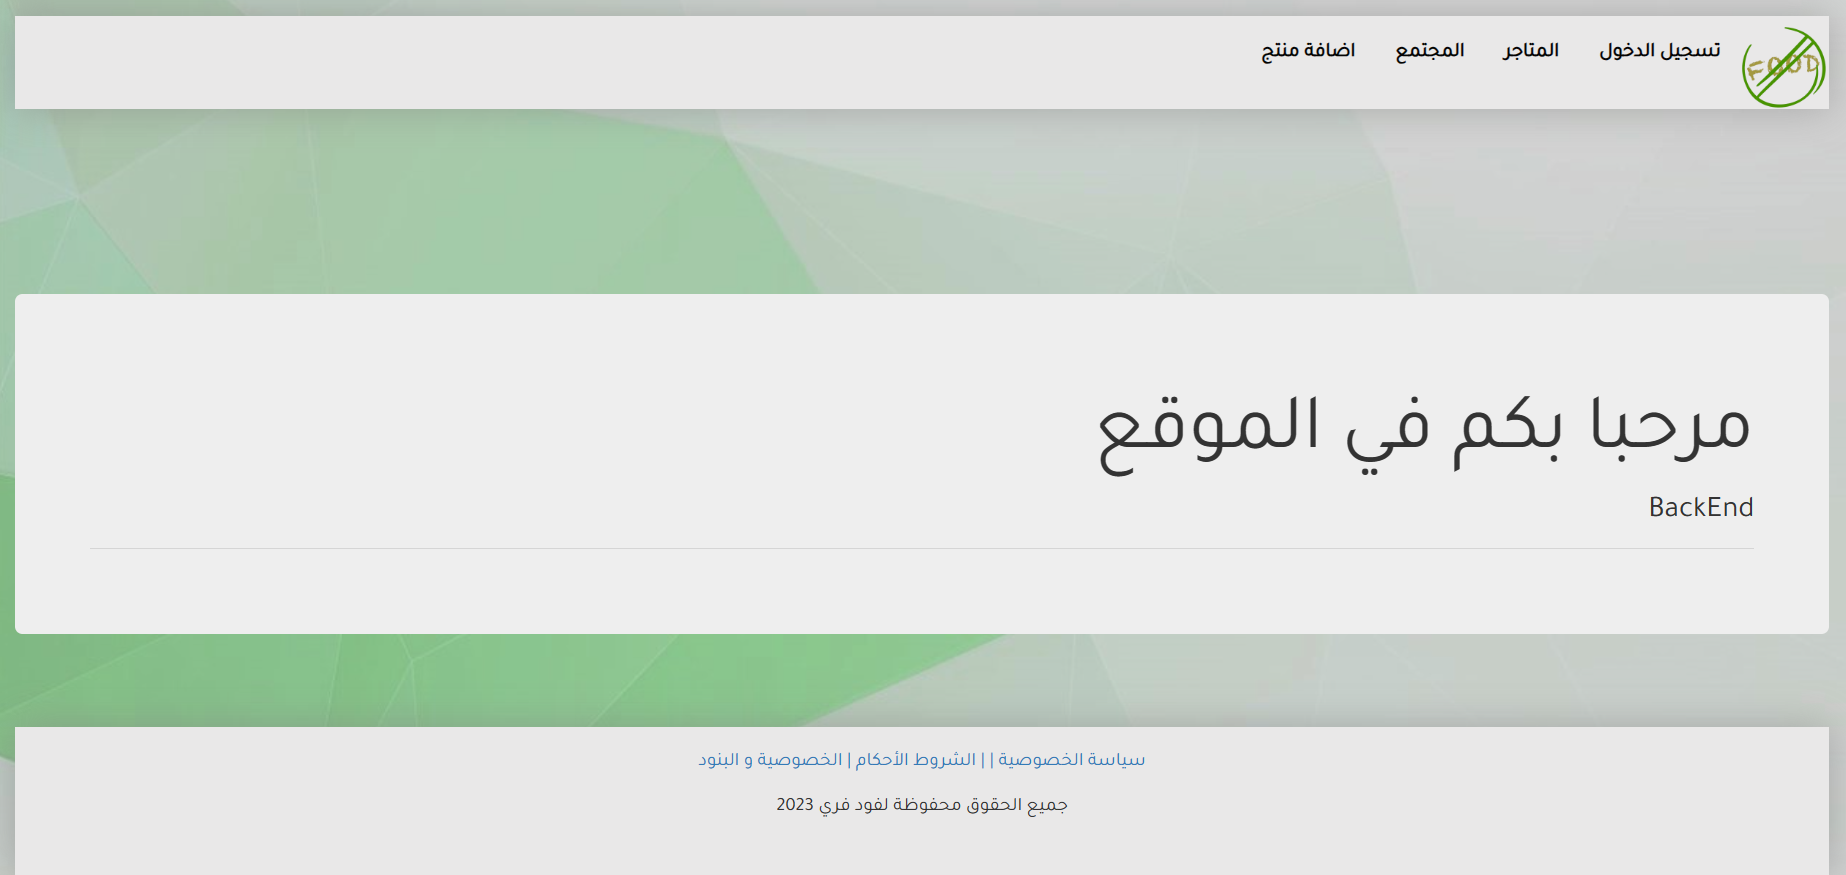 FOOD
تسجيل الدخول المتاجر المجتمع اضافة منتج
مرحبا بكم في الموقع
BackEnd
سياسة الخصوصية | | الشروط الأحكام | الخصوصية و البنود
جميع الحقوق محفوظة لفود فري 2023